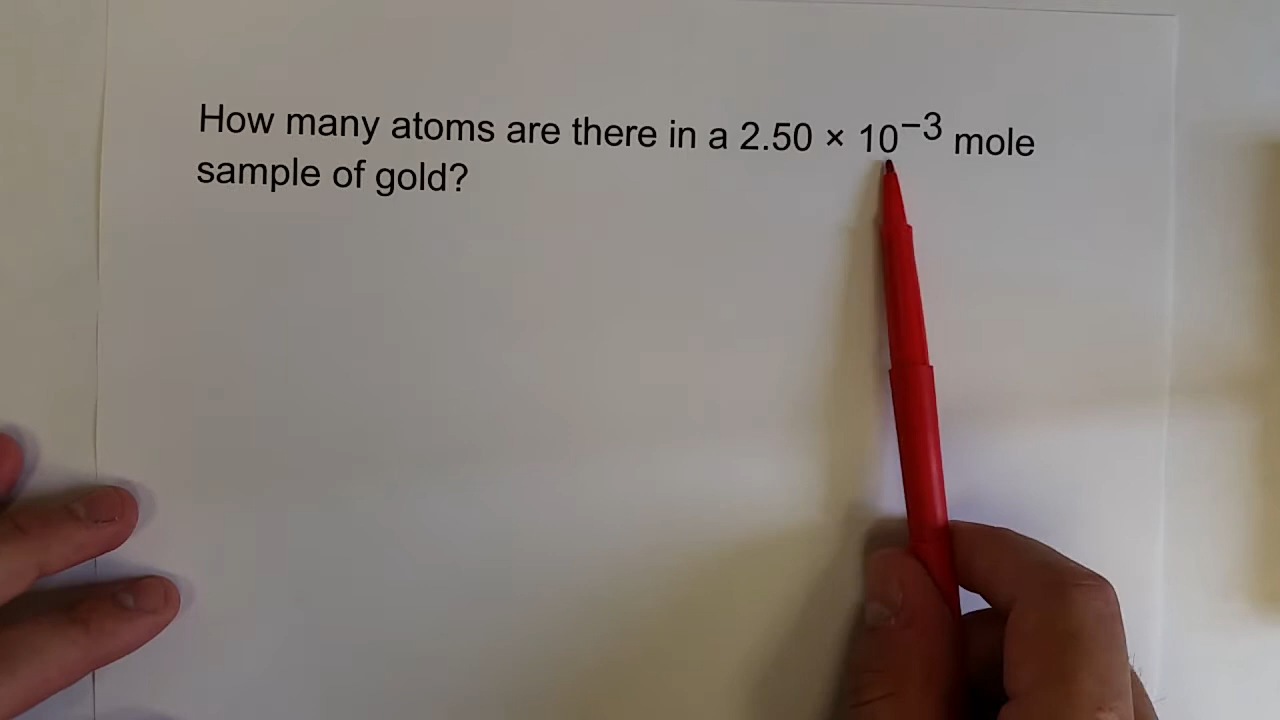 How many atoms are there in a 2.50 × 10⁻³ mole
sample of gold?